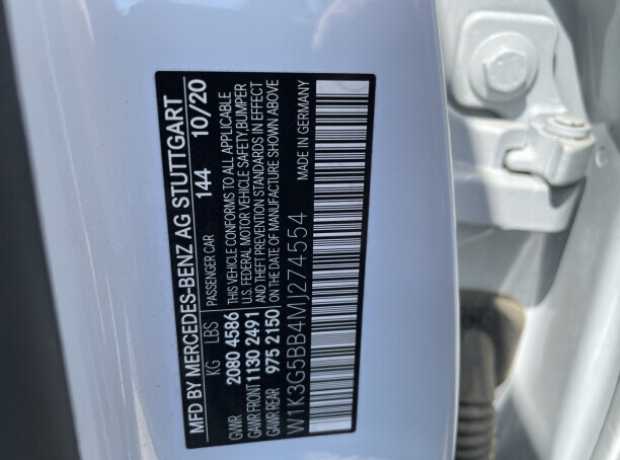 MFD BY MERCEDES-BENZ AG STUTTGART
144 10/20
KG LBS PASSENGER CAR
GVWR 2080 4586 THIS VEHICLE CONFORMS TO ALL APPLICABLE
GAWR FRONT 1130 2491 U.S. FEDERAL MOTOR VEHICLE SAFETY,BUMPER
AND THEFT PREVENTION STANDARDS IN EFFECT
GAWR REAR 975 2150 ON THE DATE OF MANUFACTURE SHOWN ABOVE
W1K3G5BB4MJ274554 MADE IN GERMANY